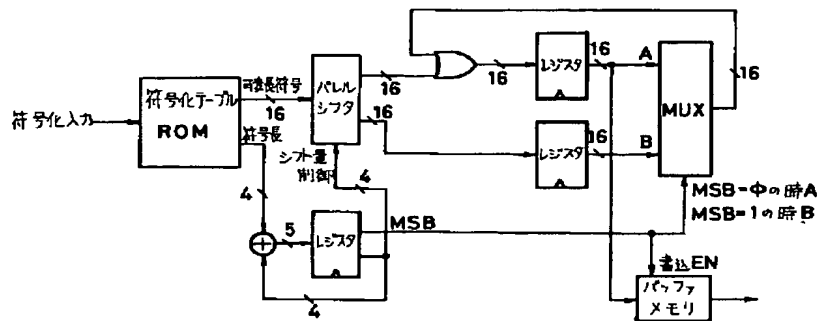 符号化入力
符号化テーブル
ROM
可変長符号
16
符号長
4
バレル
シフタ
シフト量
制御
4
16
16
16
レジスタ
16
A
レジスタ
16
B
MUX
16
MSB=Φの時A
MSB=1の時B
5
レジスタ
MSB
4
書込EN
バッファ
メモリ